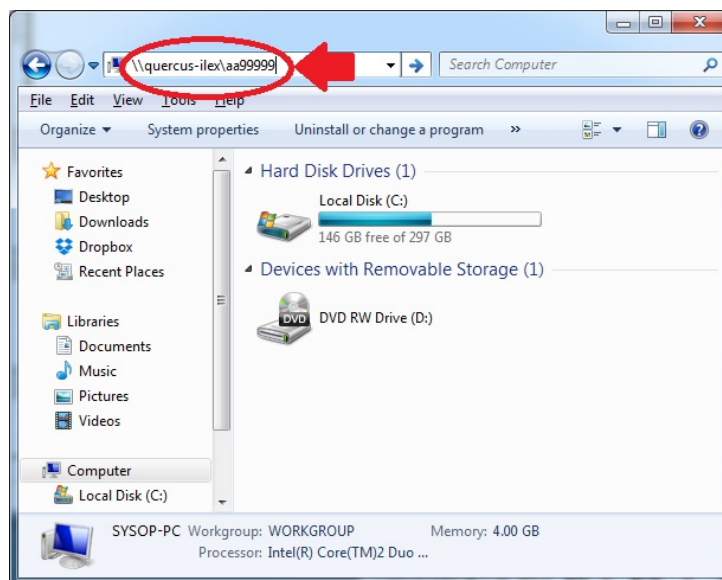 \\quercus-ilex\aa99999
Search Computer
File Edit View Tools Help
Organize System properties Uninstall or change a program »
Favorites
Desktop
Downloads
Dropbox
Recent Places
Libraries
Documents
Music
Pictures
Videos
Computer
Local Disk (C:)
Hard Disk Drives (1)
Local Disk (C:)
146 GB free of 297 GB
Devices with Removable Storage (1)
DVD
DVD RW Drive (D:)
SYSOP-PC Workgroup: WORKGROUP Memory: 4.00 GB
Processor: Intel(R) Core(TM)2 Duo ...